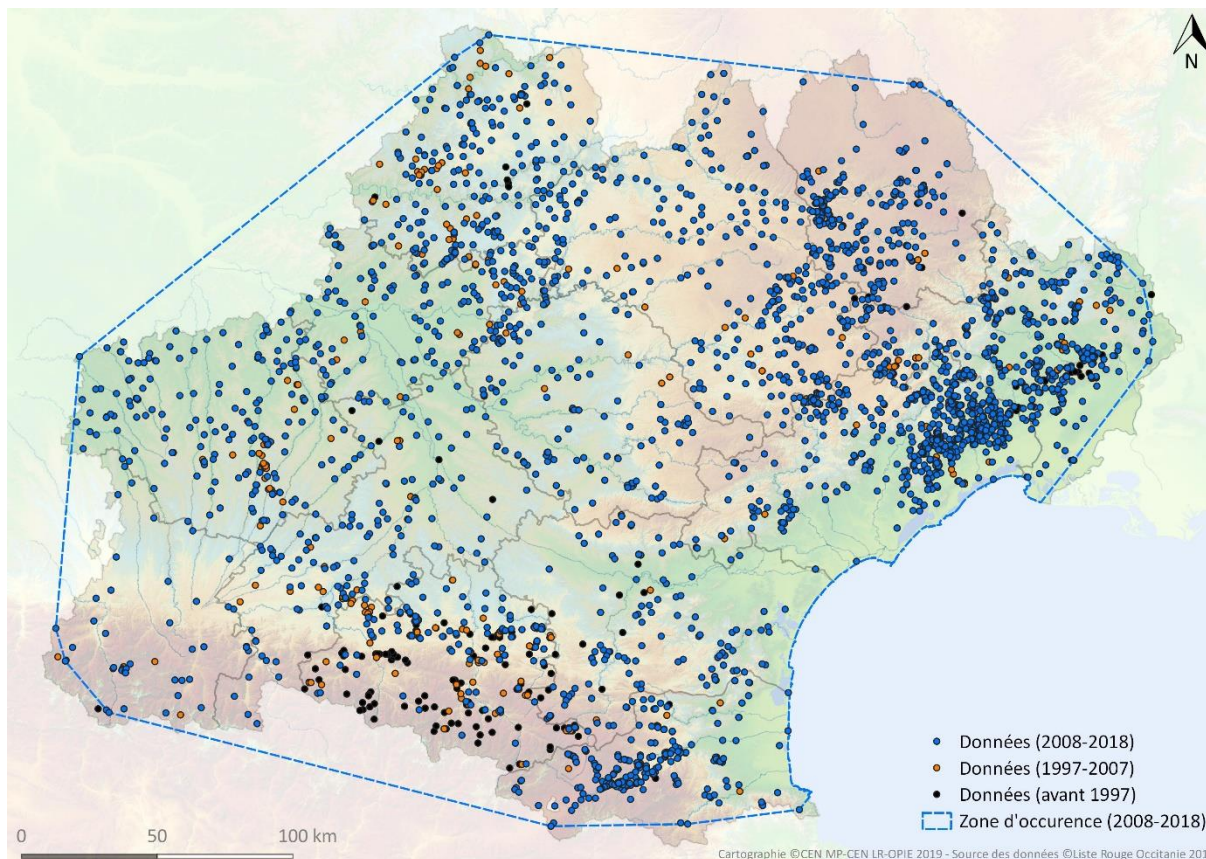 N
Données (2008-2018)
Données (1997-2007)
Données (avant 1997)
Zone d'occurence (2008-2018)
0 50 100 km
Cartographie ©CEN MP-CEN LR-OPIE 2019 - Source des données ©Liste Rouge Occitanie 201